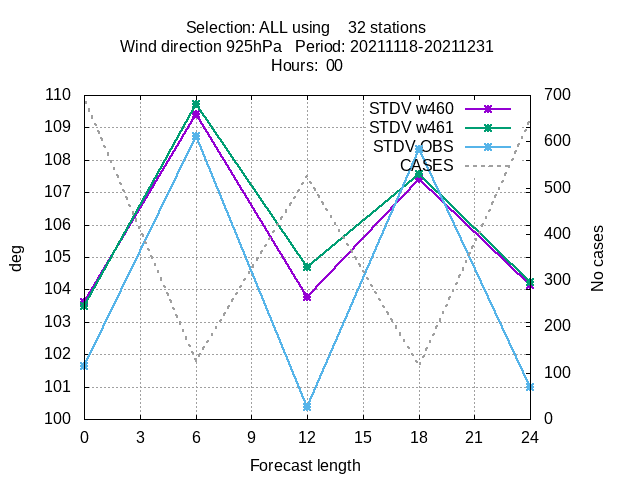 Selection: ALL using 32 stations
Wind direction 925hPa Period: 20211118-20211231
Hours: 00
110 700
109 STDV w460
STDV w461
108 600
STDV OBS
CASES
107 500
106
105 400
104 300
103
102 200
101 100
100 0
deg
No cases
0 3 6 9 12 15 18 21 24
Forecast length